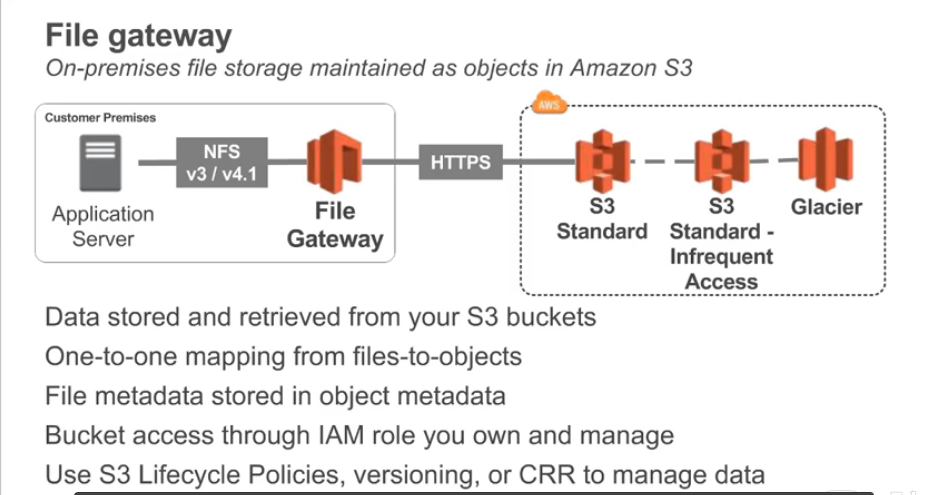 File gateway
On-premises file storage maintained as objects in Amazon S3
Customer Premises
NFS
v3 / v4.1
Application
Server
File
Gateway
HTTPS
AWS
S3
Standard
S3
Standard -
Infrequent
Access
Glacier
Data stored and retrieved from your S3 buckets
One-to-one mapping from files-to-objects
File metadata stored in object metadata
Bucket access through IAM role you own and manage
Use S3 Lifecycle Policies, versioning, or CRR to manage data